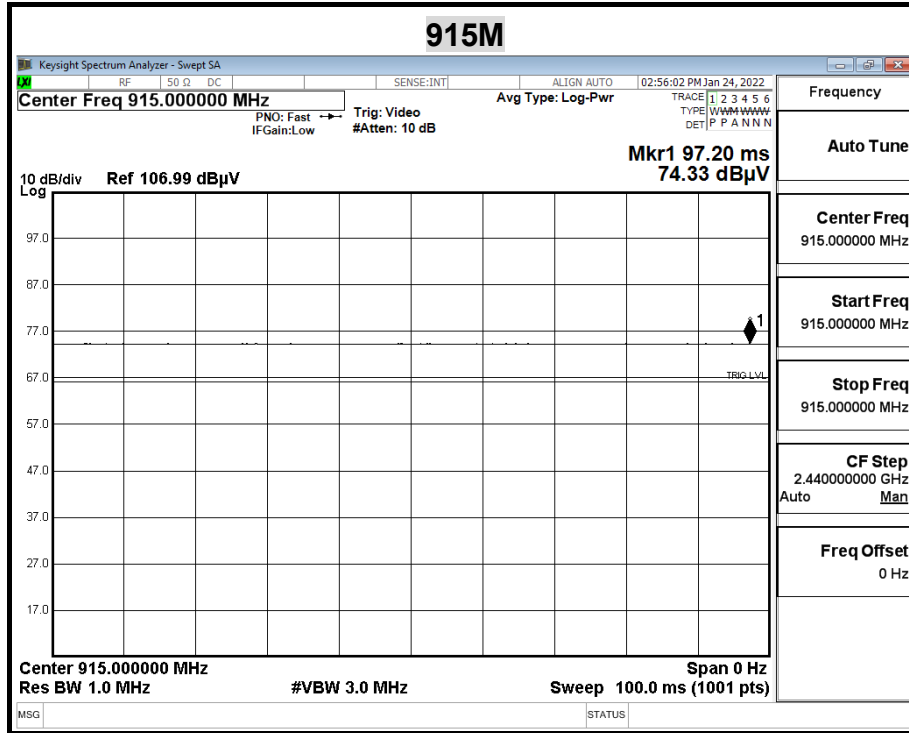 915M
Keysight Spectrum Analyzer - Swept SA
LXI RF 50 Ω DC SENSE:INT ALIGN AUTO 02:56:02 PM Jan 24, 2022
Center Freq 915.000000 MHz
PNO: Fast
IFGain:Low
Trig: Video
#Atten: 10 dB
Avg Type: Log-Pwr
TRACE 1 2 3 4 5 6
TYPE WWMWWWW
DET P P A N N N
Mkr1 97.20 ms
74.33 dBµV
10 dB/div Ref 106.99 dBµV
Log
97.0
87.0
77.0
67.0
57.0
47.0
37.0
27.0
17.0
1
TRIG LVL
Center 915.000000 MHz Span 0 Hz
Res BW 1.0 MHz #VBW 3.0 MHz Sweep 100.0 ms (1001 pts)
MSG STATUS
Frequency
Auto Tune
Center Freq
915.000000 MHz
Start Freq
915.000000 MHz
Stop Freq
915.000000 MHz
CF Step
2.440000000 GHz
Auto Man
Freq Offset
0 Hz